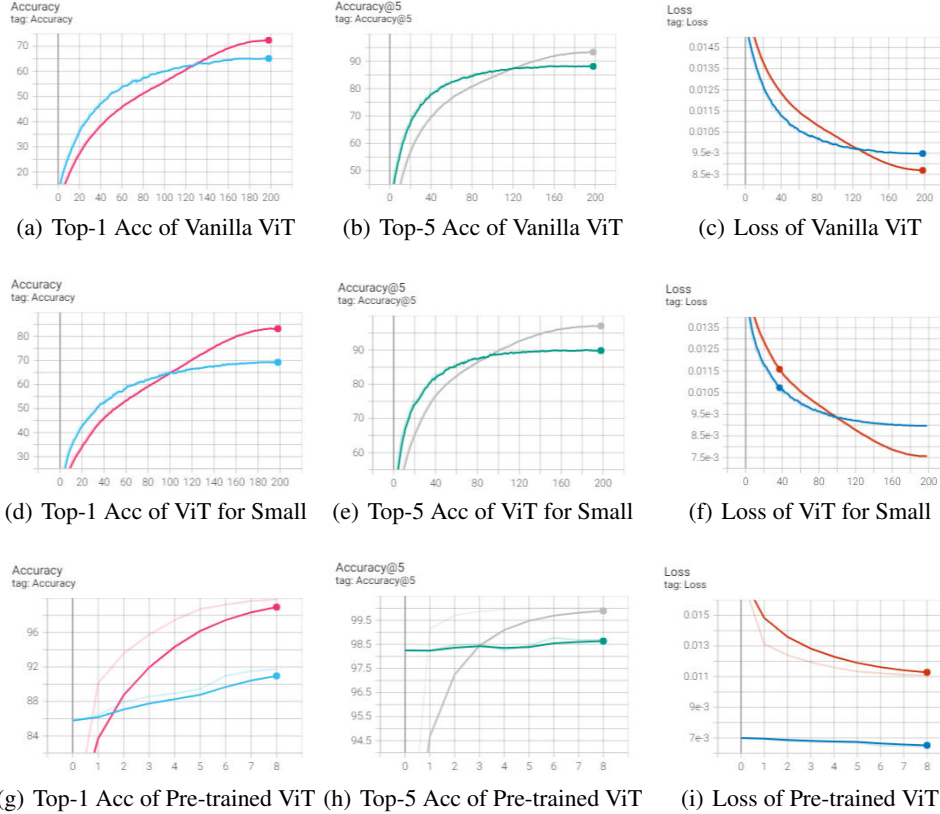 Accuracy
tag: Accuracy
70
60
50
40
30
20
0 20 40 60 80 100 120 140 160 180 200
(a) Top-1 Acc of Vanilla ViT
Accuracy@5
tag: Accuracy@5
90
80
70
60
50
0 40 80 120 160 200
(b) Top-5 Acc of Vanilla ViT
Loss
tag: Loss
0.0145
0.0135
0.0125
0.0115
0.0105
9.5e-3
8.5e-3
0 40 80 120 160 200
(c) Loss of Vanilla ViT
Accuracy
tag: Accuracy
80
70
60
50
40
30
0 20 40 60 80 100 120 140 160 180 200
(d) Top-1 Acc of ViT for Small
Accuracy@5
tag: Accuracy@5
90
80
70
60
0 40 80 120 160 200
(e) Top-5 Acc of ViT for Small
Loss
tag: Loss
0.0135
0.0125
0.0115
0.0105
9.5e-3
8.5e-3
7.5e-3
0 40 80 120 160 200
(f) Loss of ViT for Small
Accuracy
tag: Accuracy
96
92
88
84
0 1 2 3 4 5 6 7 8
(g) Top-1 Acc of Pre-trained ViT
Accuracy@5
tag: Accuracy@5
99.5
98.5
97.5
96.5
95.5
94.5
0 1 2 3 4 5 6 7 8
(h) Top-5 Acc of Pre-trained ViT
Loss
tag: Loss
0.015
0.013
0.011
9e-3
7e-3
0 1 2 3 4 5 6 7 8
(i) Loss of Pre-trained ViT